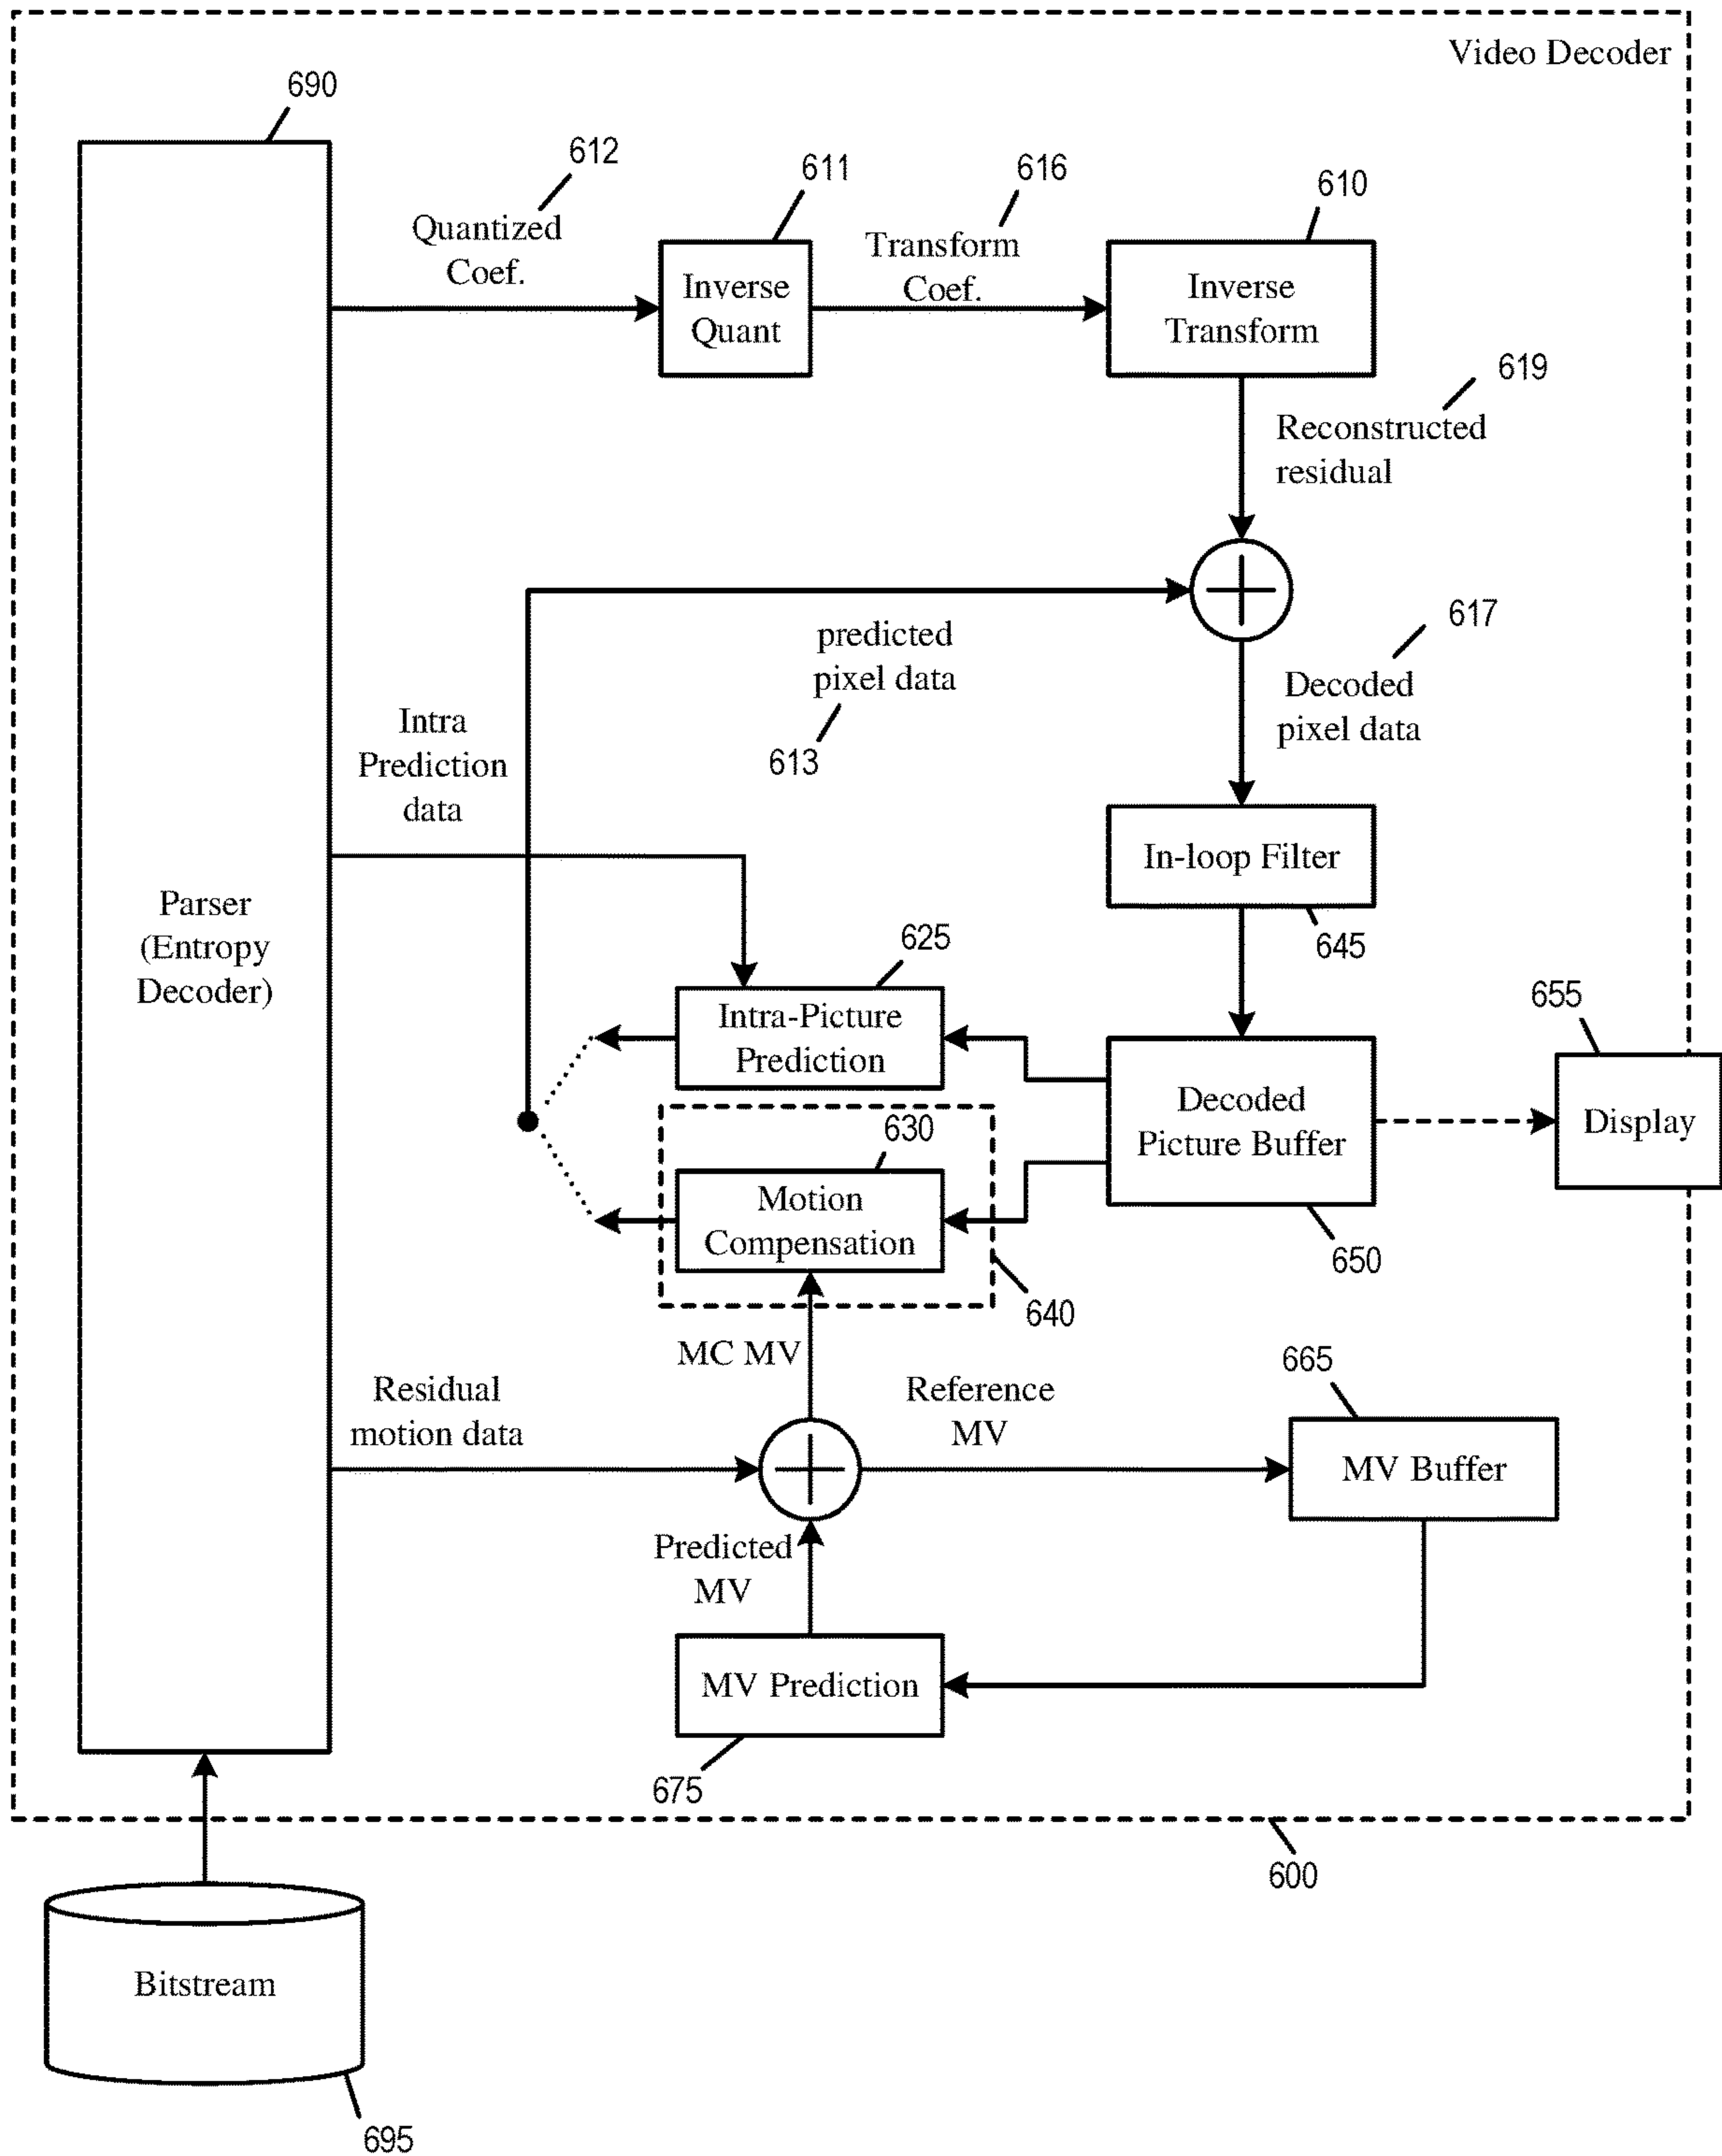 Video Decoder
690
612
611
616
610
Quantized
Coef.
Inverse
Quant
Transform
Coef.
Inverse
Transform
619
Reconstructed
residual
predicted
pixel data
613
617
Decoded
pixel data
Intra
Prediction
data
Parser
(Entropy
Decoder)
In-loop Filter
645
625
Intra-Picture
Prediction
655
Decoded
Picture Buffer
Display
630
Motion
Compensation
650
640
MC MV
665
Residual
motion data
Reference
MV
MV Buffer
Predicted
MV
MV Prediction
675
600
Bitstream
695